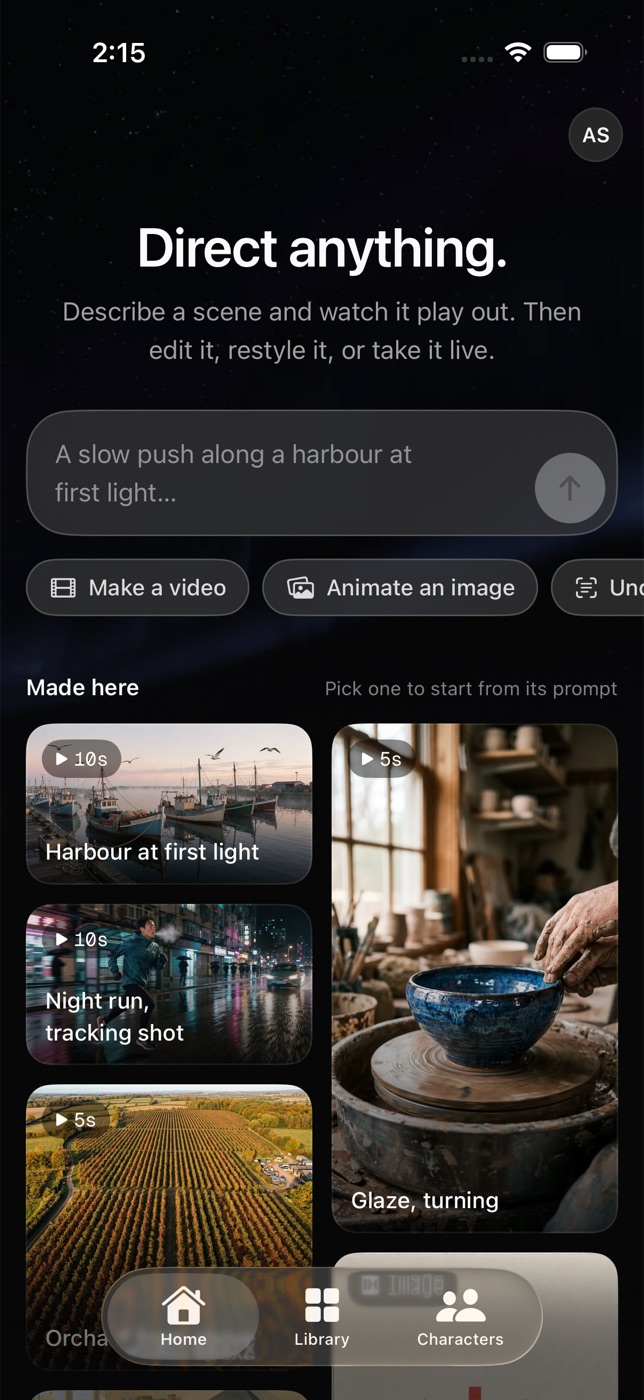 2:15
AS
Direct anything.
Describe a scene and watch it play out. Then
edit it, restyle it, or take it live.
A slow push along a harbour at
first light...
Make a video
Animate an image
Made here
Pick one to start from its prompt
10s
Harbour at first light
10s
Night run,
tracking shot
5s
5s
Glaze, turning
Image
Home
Library
Characters